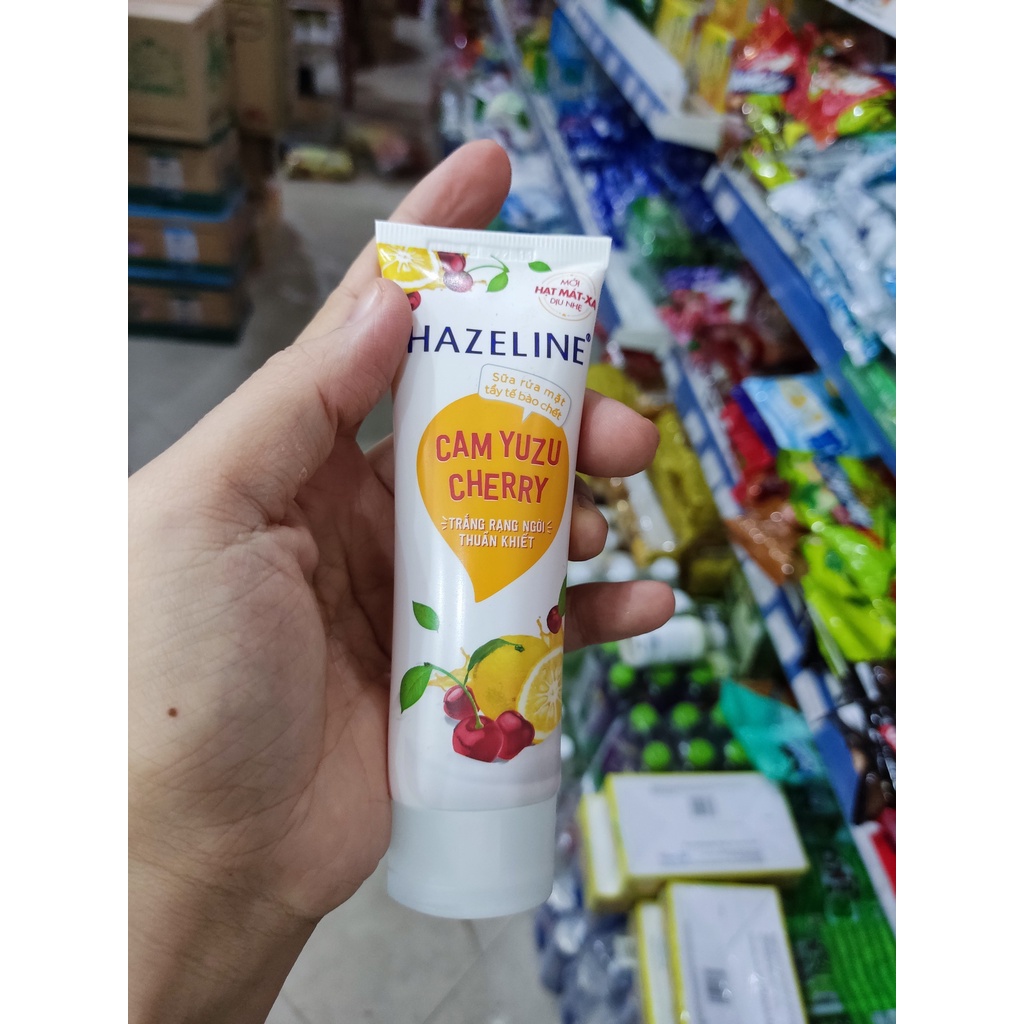 MỚI
HẠT MÁT-XA
DỊU NHẸ
HAZELINE®
Sữa rửa mặt
tẩy tế bào chết
CAM YUZU
CHERRY
TRẮNG RẠNG NGỜI
THUẦN KHIẾT